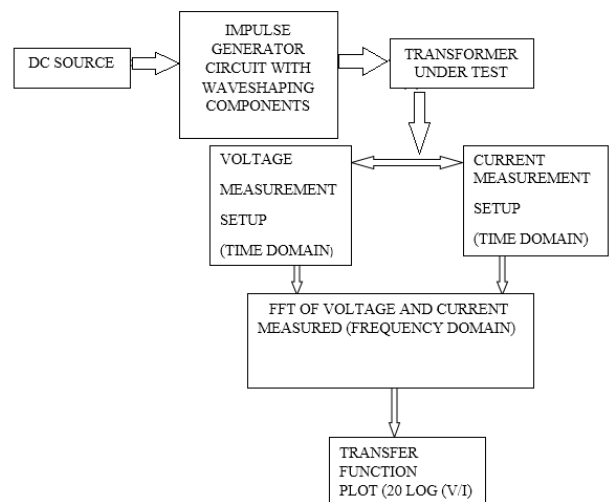 DC SOURCE
IMPULSE
GENERATOR
CIRCUIT WITH
WAVESHAPING
COMPONENTS
TRANSFORMER
UNDER TEST
VOLTAGE
MEASUREMENT
SETUP
(TIME DOMAIN)
CURRENT
MEASUREMENT
SETUP
(TIME DOMAIN)
FFT OF VOLTAGE AND CURRENT
MEASURED (FREQUENCY DOMAIN)
TRANSFER
FUNCTION
PLOT (20 LOG (V/I)